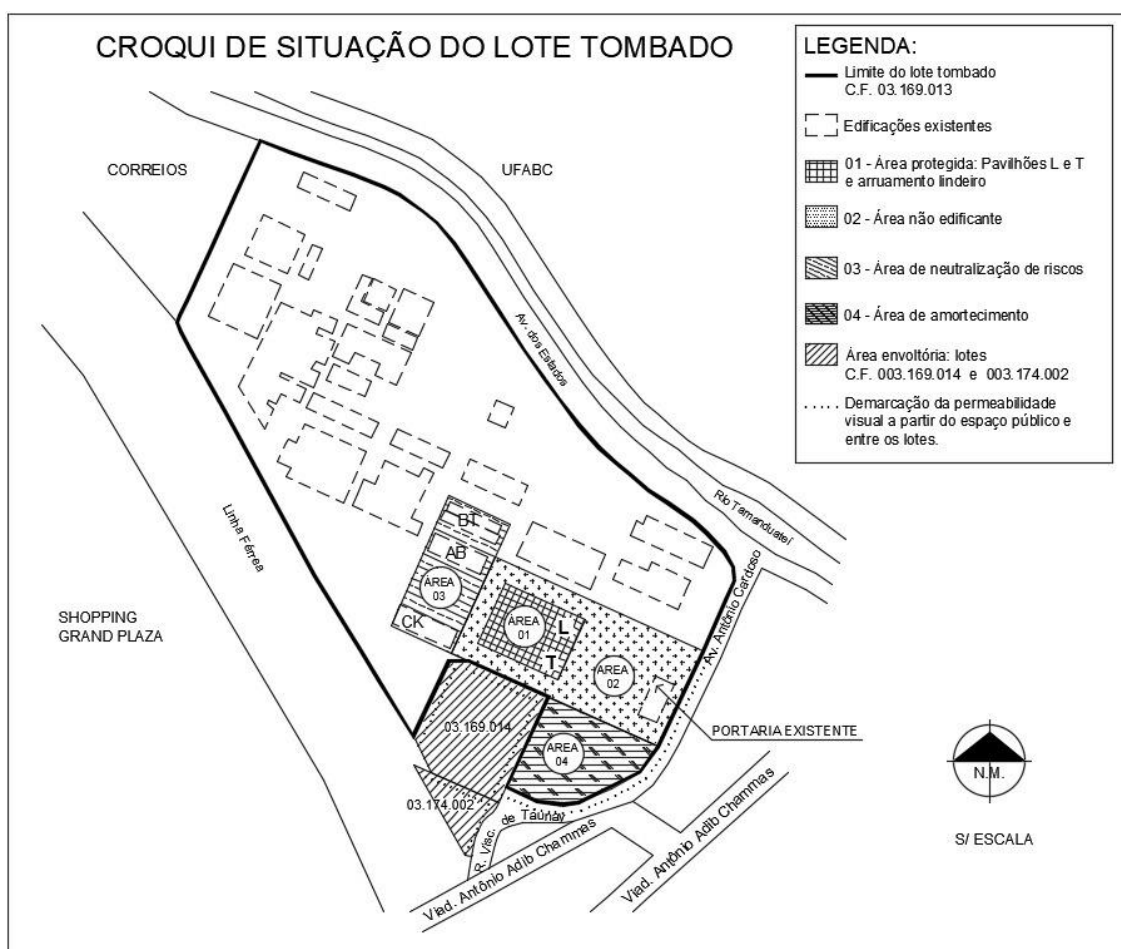 CROQUI DE SITUAÇÃO DO LOTE TOMBADO
LEGENDA:
Limite do lote tombado
C.F. 03.169.013
Edificações existentes
01 - Área protegida: Pavilhões L e T
e arruamento lindeiro
02 - Área não edificante
03 - Área de neutralização de riscos
04 - Área de amortecimento
Área envoltória: lotes
C.F. 003.169.014 e 003.174.002
Demarcação da permeabilidade
visual a partir do espaço público e
entre os lotes.
CORREIOS
UFABC
Av. dos Estados
Rio Tamanduateí
Linha Férrea
BT
AB
ÁREA
03
CK
ÁREA
01
L
T
ÁREA
02
Av. Antônio Cardoso
SHOPPING
GRAND PLAZA
03.169.014
PORTARIA EXISTENTE
ÁREA
04
03.174.002
R. Visc. de Taunay
Viad. Antônio Adib Chammas
Viad. Antônio Adib Chammas
N.M.
S/ ESCALA